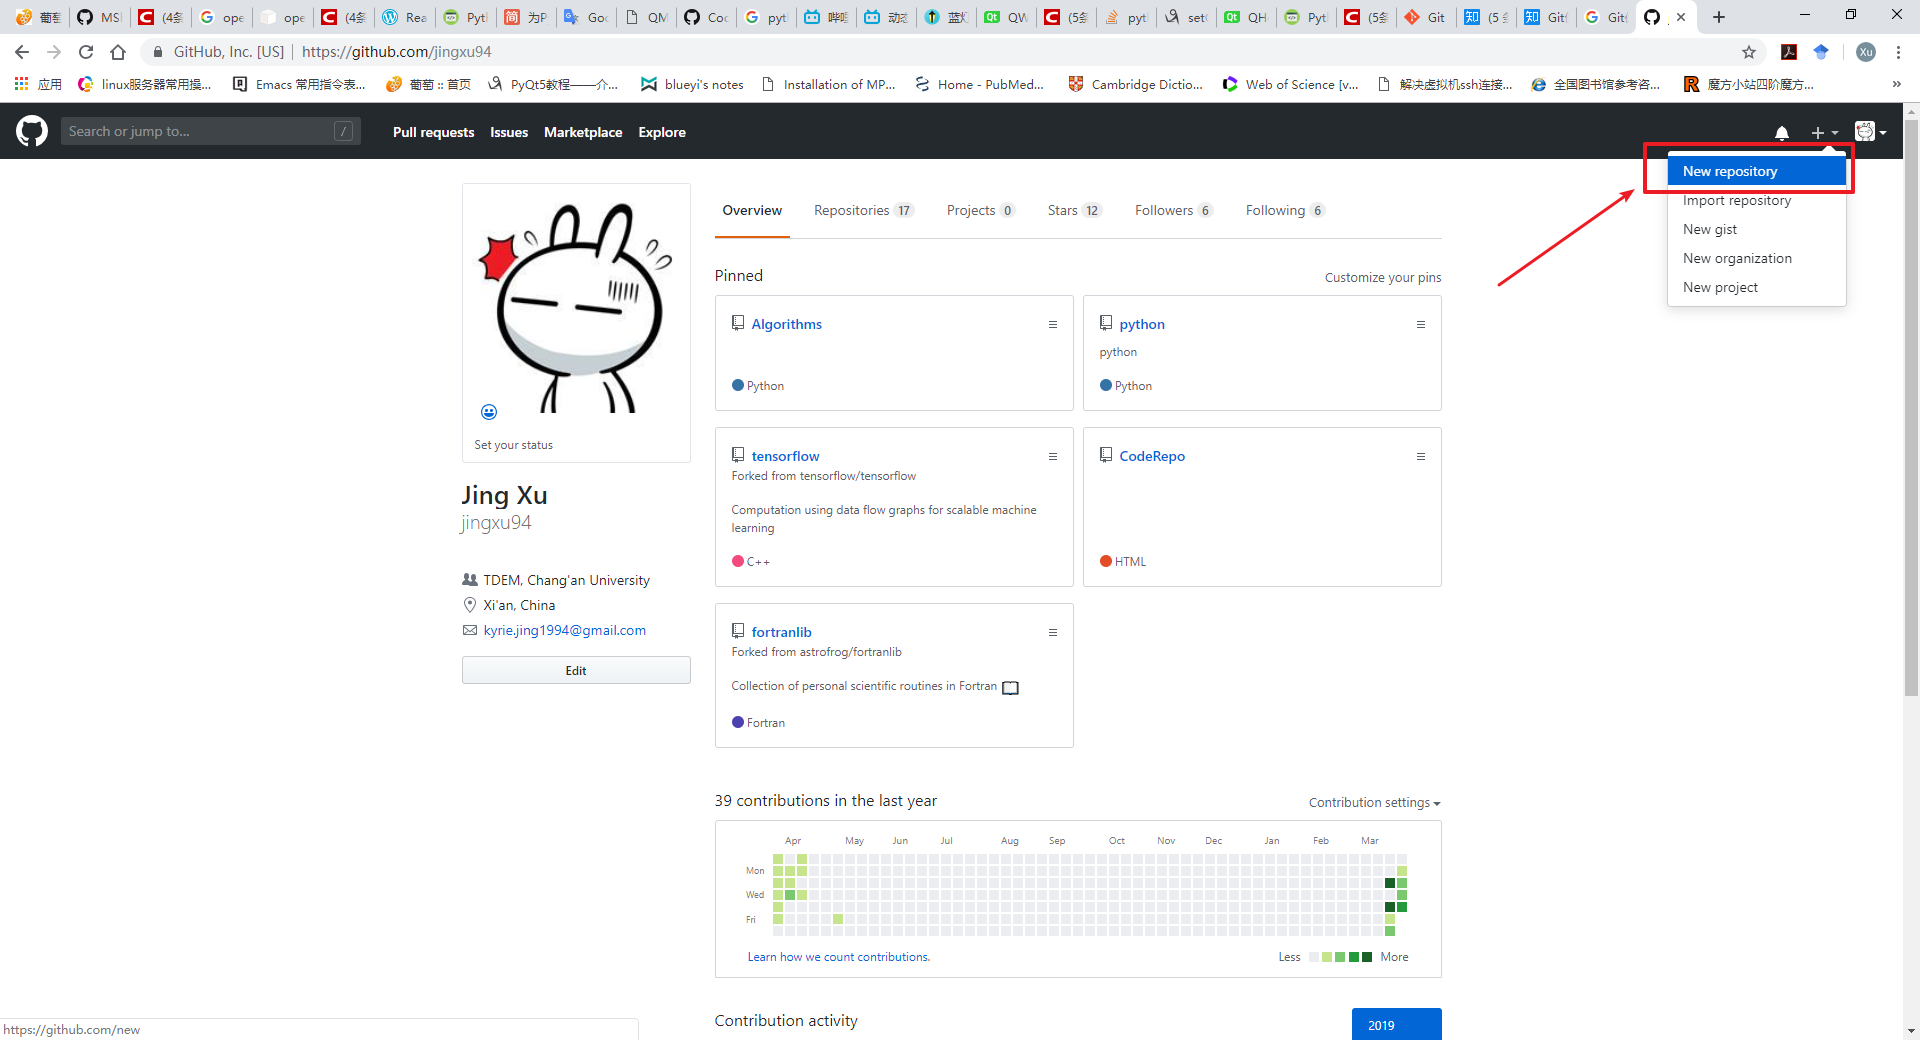 葡萄
MS
(4条
ope
ope
(4条
Rea
Pytl
为P
Goo
QM
Coc
pytl
哔哩
动态
蓝灯
QW
(5条
pytl
set
QH
Pytl
(5条
Git
(5 条
Gitl
Git
GitHub, Inc. [US] | https://github.com/jingxu94
Xu
应用
linux服务器常用操...
Emacs 常用指令表...
葡萄 :: 首页
PyQt5教程——介...
blueyi's notes
Installation of MP...
Home - PubMed...
Cambridge Dictio...
Web of Science [v...
解决虚拟机ssh连接...
全国图书馆参考咨...
魔方小站四阶魔方...
»
Search or jump to... /
Pull requests Issues Marketplace Explore
New repository
Import repository
New gist
New organization
New project
Overview Repositories 17 Projects 0 Stars 12 Followers 6 Following 6
Set your status
Jing Xu
jingxu94
TDEM, Chang'an University
Xi'an, China
kyrie.jing1994@gmail.com
Edit
Pinned
Customize your pins
Algorithms
Python
python
python
Python
tensorflow
Forked from tensorflow/tensorflow
Computation using data flow graphs for scalable machine
learning
C++
CodeRepo
HTML
fortranlib
Forked from astrofrog/fortranlib
Collection of personal scientific routines in Fortran
Fortran
39 contributions in the last year
Contribution settings
Apr May Jun Jul Aug Sep Oct Nov Dec Jan Feb Mar
Mon
Wed
Fri
Learn how we count contributions.
Less More
Contribution activity
2019
https://github.com/new